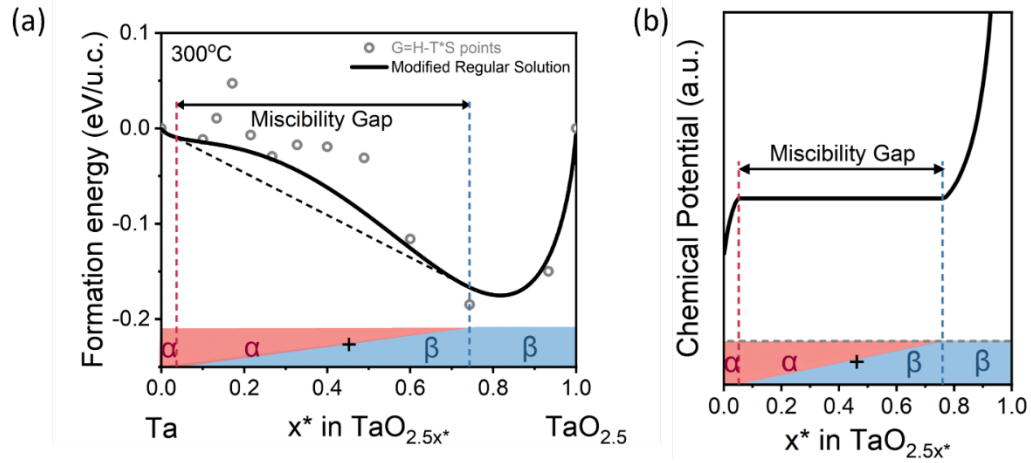 (a)
300°C
G=H-T*S points
Modified Regular Solution
Miscibility Gap
Formation energy (eV/u.c.)
0.1
0.0
-0.1
-0.2
α α + β β
0.0 0.2 0.4 0.6 0.8 1.0
Ta x* in TaO2.5x* TaO2.5
(b)
Miscibility Gap
Chemical Potential (a.u.)
α α + β β
0.0 0.2 0.4 0.6 0.8 1.0
x* in TaO2.5x*